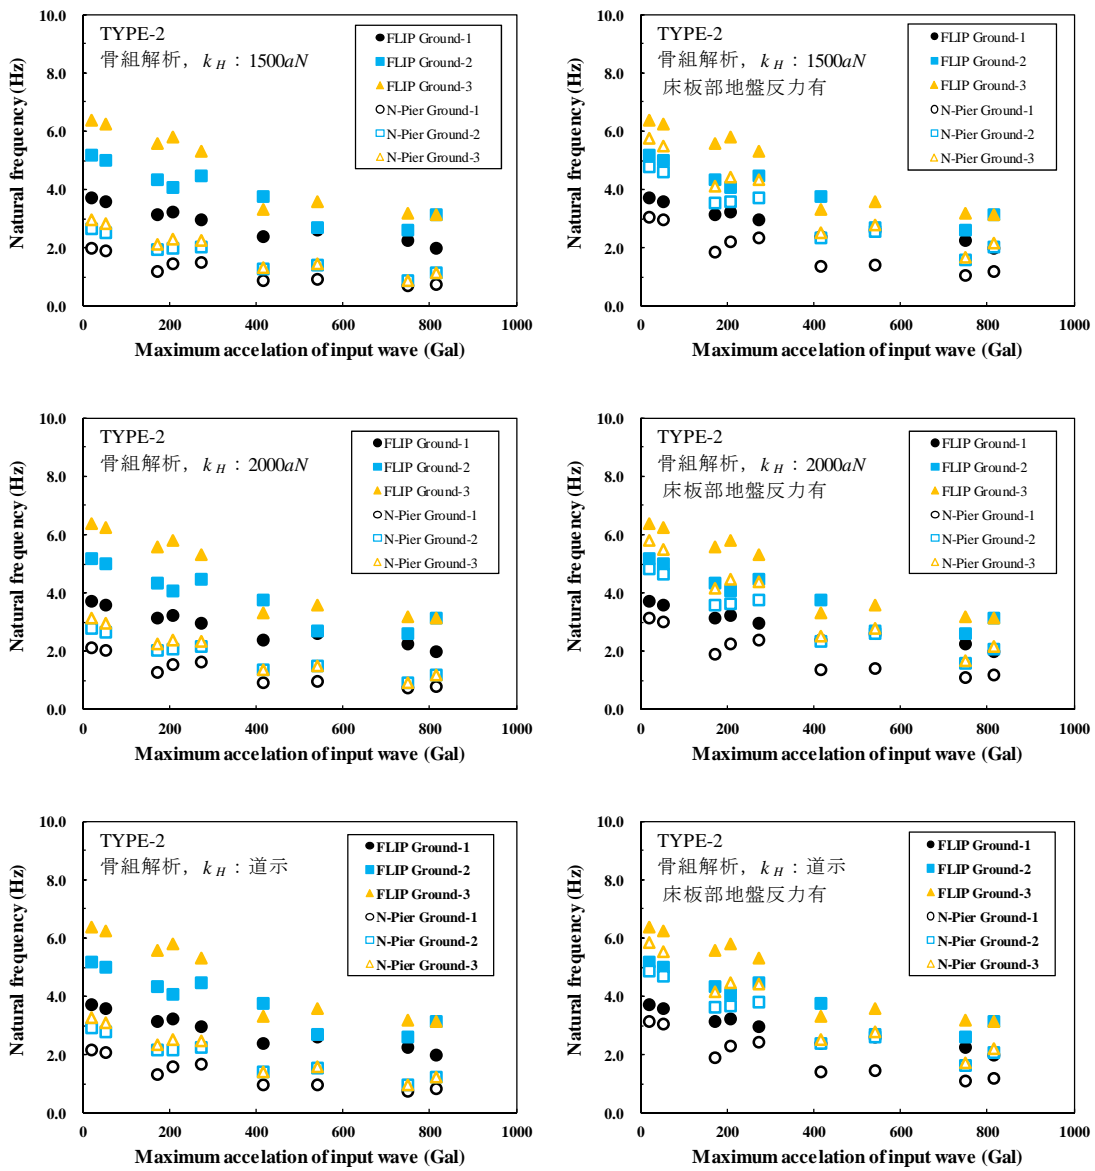 TYPE-2
骨組解析, k H : 1500aN
FLIP Ground-1
FLIP Ground-2
FLIP Ground-3
N-Pier Ground-1
N-Pier Ground-2
N-Pier Ground-3
10.0
8.0
6.0
4.0
2.0
0.0
0 200 400 600 800 1000
Natural frequency (Hz)
Maximum accelation of input wave (Gal)
TYPE-2
骨組解析, k H : 1500aN
床板部地盤反力有
FLIP Ground-1
FLIP Ground-2
FLIP Ground-3
N-Pier Ground-1
N-Pier Ground-2
N-Pier Ground-3
10.0
8.0
6.0
4.0
2.0
0.0
0 200 400 600 800 1000
Natural frequency (Hz)
Maximum accelation of input wave (Gal)
TYPE-2
骨組解析, k H : 2000aN
FLIP Ground-1
FLIP Ground-2
FLIP Ground-3
N-Pier Ground-1
N-Pier Ground-2
N-Pier Ground-3
10.0
8.0
6.0
4.0
2.0
0.0
0 200 400 600 800 1000
Natural frequency (Hz)
Maximum accelation of input wave (Gal)
TYPE-2
骨組解析, k H : 2000aN
床板部地盤反力有
FLIP Ground-1
FLIP Ground-2
FLIP Ground-3
N-Pier Ground-1
N-Pier Ground-2
N-Pier Ground-3
10.0
8.0
6.0
4.0
2.0
0.0
0 200 400 600 800 1000
Natural frequency (Hz)
Maximum accelation of input wave (Gal)
TYPE-2
骨組解析, k H : 道示
FLIP Ground-1
FLIP Ground-2
FLIP Ground-3
N-Pier Ground-1
N-Pier Ground-2
N-Pier Ground-3
10.0
8.0
6.0
4.0
2.0
0.0
0 200 400 600 800 1000
Natural frequency (Hz)
Maximum accelation of input wave (Gal)
TYPE-2
骨組解析, k H : 道示
床板部地盤反力有
FLIP Ground-1
FLIP Ground-2
FLIP Ground-3
N-Pier Ground-1
N-Pier Ground-2
N-Pier Ground-3
10.0
8.0
6.0
4.0
2.0
0.0
0 200 400 600 800 1000
Natural frequency (Hz)
Maximum accelation of input wave (Gal)